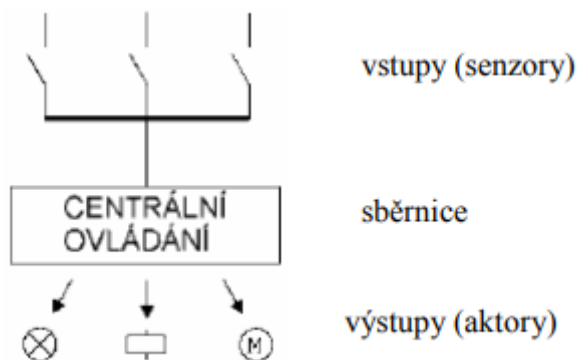 vstupy (senzory)
CENTRÁLNÍ
OVLÁDÁNÍ
sběrnice
výstupy (aktory)
M